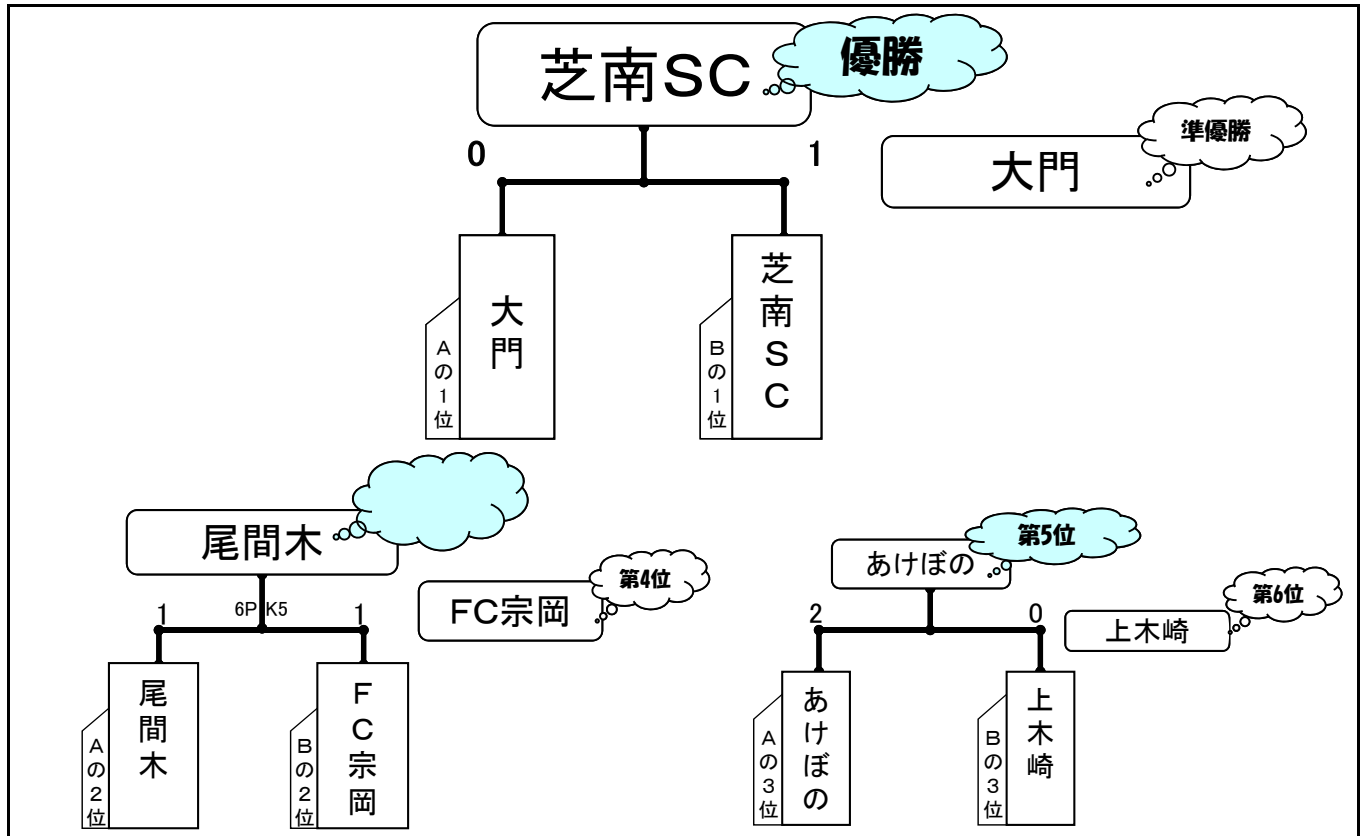 芝南SC
優勝
0
1
大門
準優勝
Aの1位
大門
Bの1位
芝南SC
尾間木
1
6PK5
1
FC宗岡
第4位
Aの2位
尾間木
Bの2位
FC宗岡
あけぼの
第5位
2
0
上木崎
第6位
Aの3位
あけぼの
Bの3位
上木崎